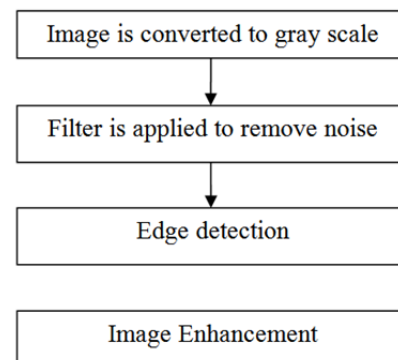 Image is converted to gray scale
Filter is applied to remove noise
Edge detection
Image Enhancement